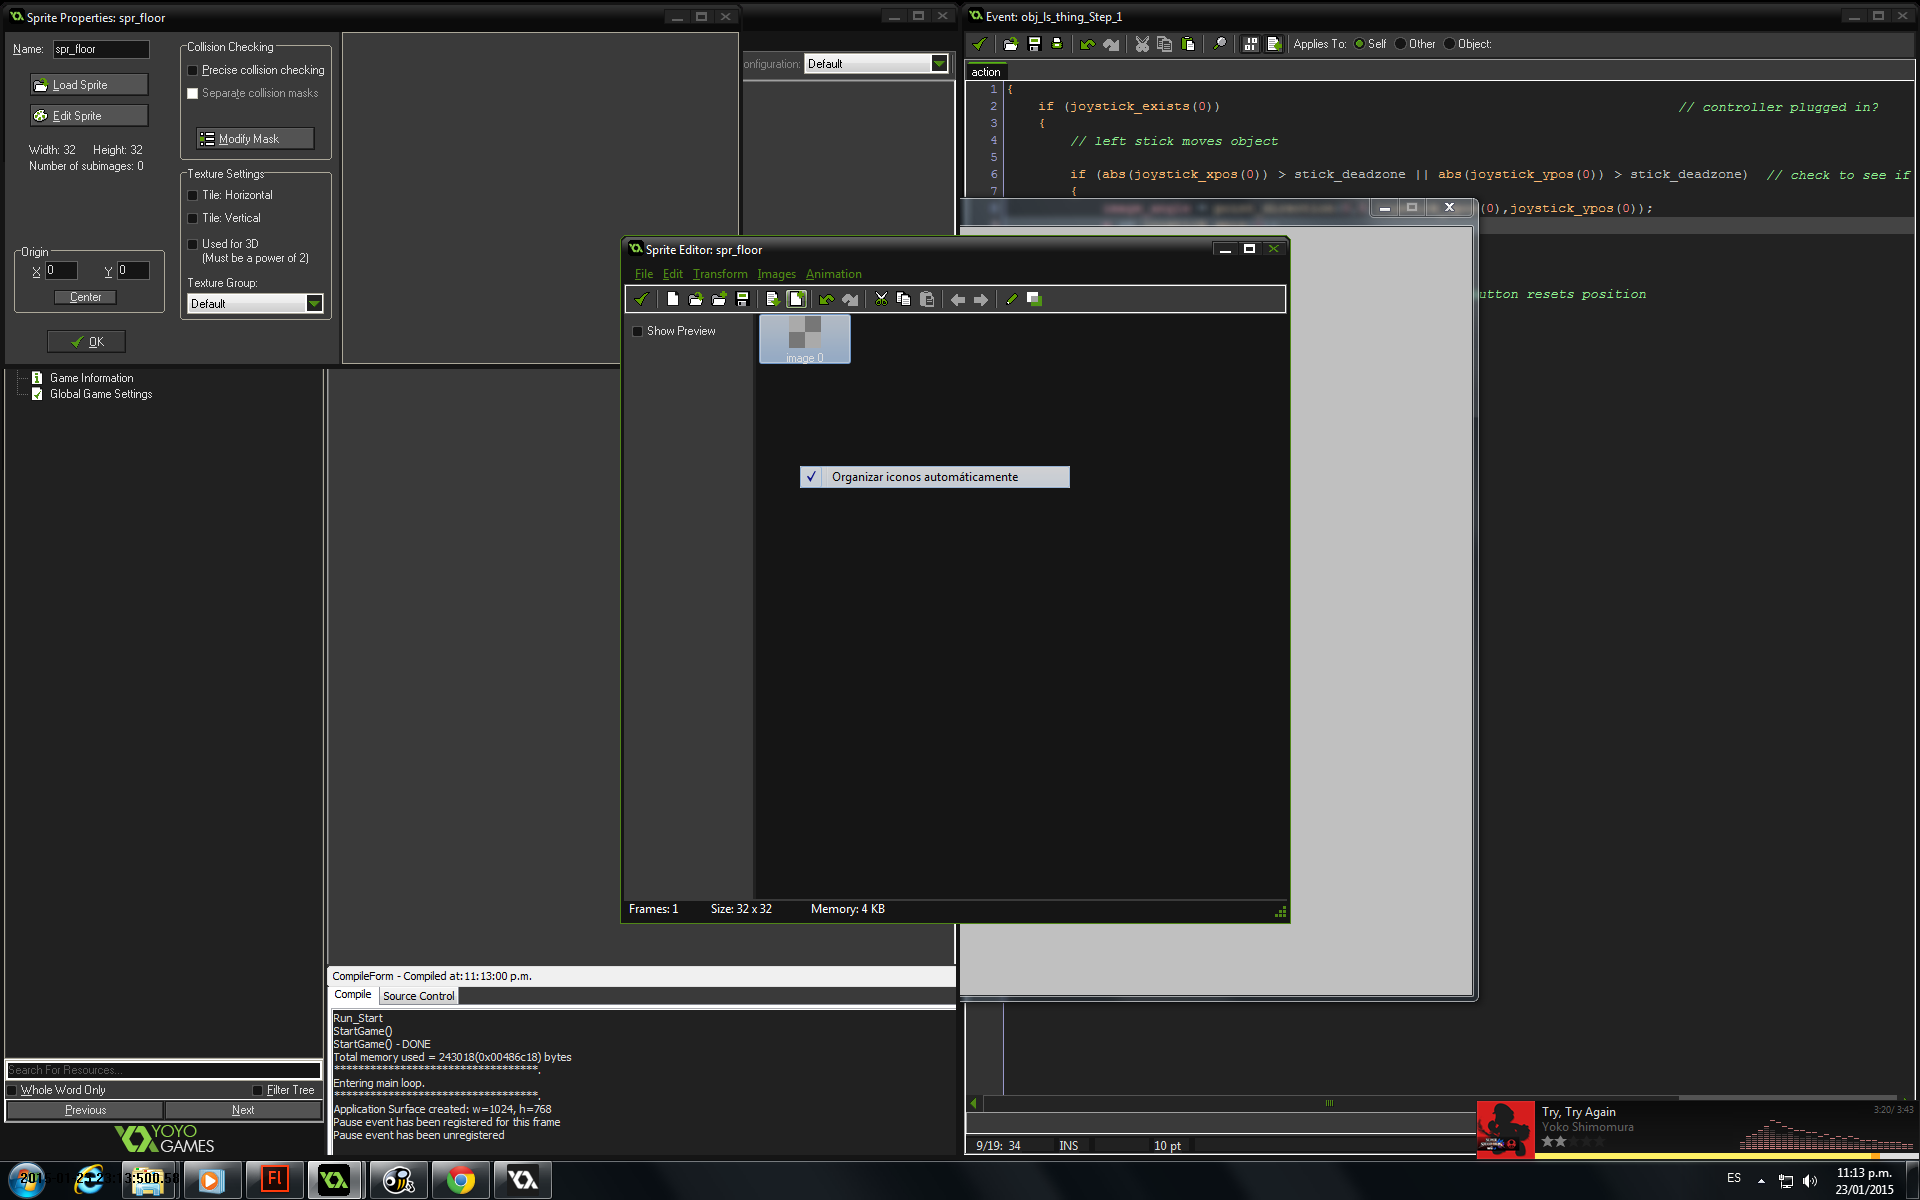 Sprite Properties: spr_floor
Name: spr_floor
Load Sprite
Edit Sprite
Width: 32 Height: 32
Number of subimages: 0
Origin
X 0 Y 0
Center
OK
Collision Checking
Precise collision checking
Separate collision masks
Modify Mask
Texture Settings
Tile: Horizontal
Tile: Vertical
Used for 3D
(Must be a power of 2)
Texture Group:
Default
onfiguration: Default
Event: obj_ls_thing_Step_1
Applies To: Self Other Object:
action
1 {
2 if (joystick_exists(0)) // controller plugged in?
3 {
4 // left stick moves object
5
6 if (abs(joystick_xpos(0)) > stick_deadzone || abs(joystick_ypos(0)) > stick_deadzone) // check to see if
7 {
(0),joystick_ypos(0));
utton resets position
Sprite Editor: spr_floor
File Edit Transform Images Animation
Show Preview
image 0
Organizar iconos automáticamente
Frames: 1 Size: 32 x 32 Memory: 4 KB
Game Information
Global Game Settings
CompileForm - Compiled at: 11:13:00 p.m.
Compile Source Control
Run_Start
StartGame()
StartGame() - DONE
Total memory used = 243018(0x00486c18) bytes
***********************************.
Entering main loop.
***********************************.
Application Surface created: w=1024, h=768
Pause event has been registered for this frame
Pause event has been unregistered
Search For Resources...
Whole Word Only Filter Tree
Previous Next
YOYO
GAMES
9/19: 34 INS 10 pt
Try, Try Again 3:20/ 3:43
Yoko Shimomura
Fl
ES
11:13 p.m.
23/01/2015